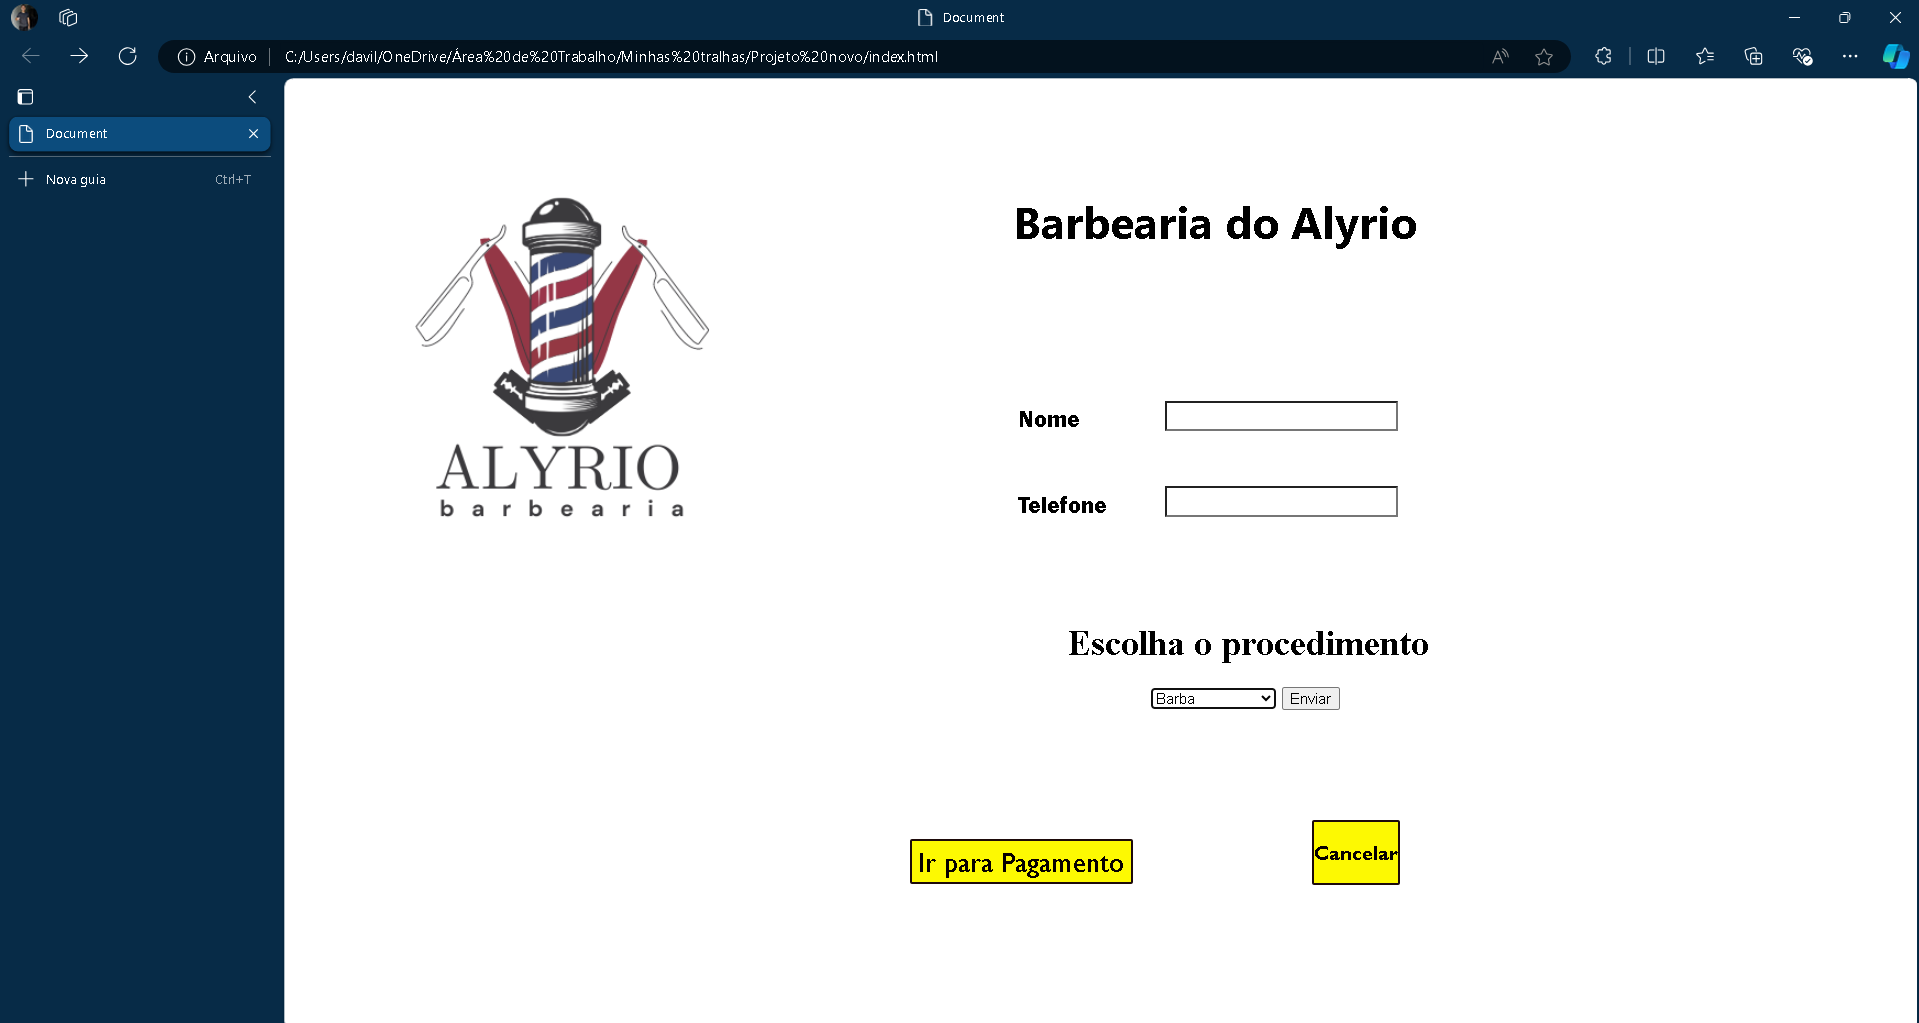 Document
Arquivo
C:/Users/davil/OneDrive/Área%20de%20Trabalho/Minhas%20tralhas/Projeto%20novo/index.html
Document
Nova guia Ctrl+T
Barbearia do Alyrio
ALYRIO
barbearia
Nome
Telefone
Escolha o procedimento
Barba Enviar
Ir para Pagamento
Cancelar